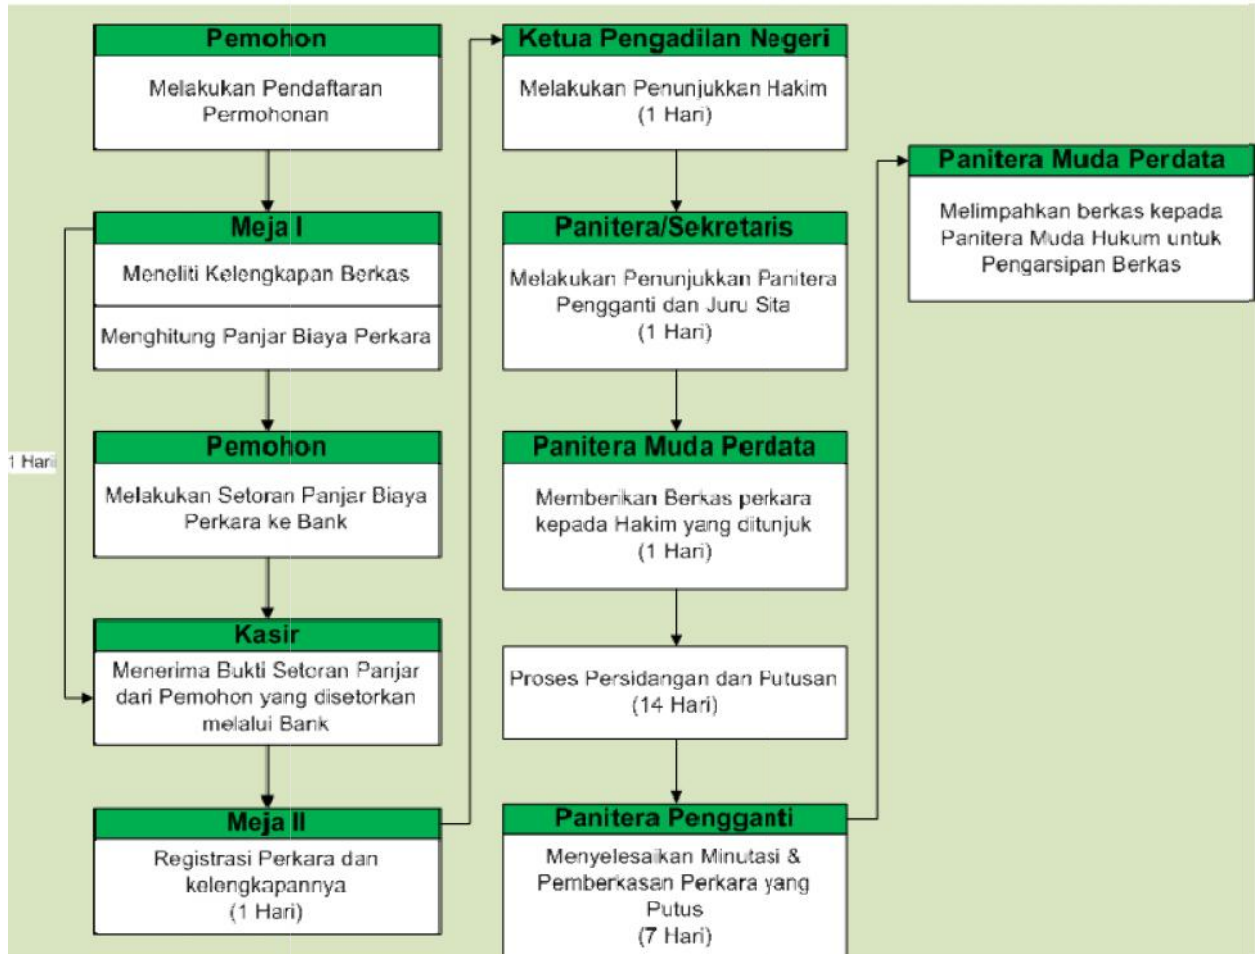 Pemohon
Melakukan Pendaftaran
Permohonan
Meja I
Meneliti Kelengkapan Berkas
Menghitung Panjar Biaya Perkara
1 Hari
Pemohon
Melakukan Setoran Panjar Biaya
Perkara ke Bank
Kasir
Menerima Bukti Setoran Panjar
dari Pemohon yang disetorkan
melalui Bank
Meja II
Registrasi Perkara dan
kelengkapannya
(1 Hari)
Ketua Pengadilan Negeri
Melakukan Penunjukkan Hakim
(1 Hari)
Panitera/Sekretaris
Melakukan Penunjukkan Panitera
Pengganti dan Juru Sita
(1 Hari)
Panitera Muda Perdata
Memberikan Berkas perkara
kepada Hakim yang ditunjuk
(1 Hari)
Proses Persidangan dan Putusan
(14 Hari)
Panitera Pengganti
Menyelesaikan Minutasi &
Pemberkasan Perkara yang
Putus
(7 Hari)
Panitera Muda Perdata
Melimpahkan berkas kepada
Panitera Muda Hukum untuk
Pengarsipan Berkas